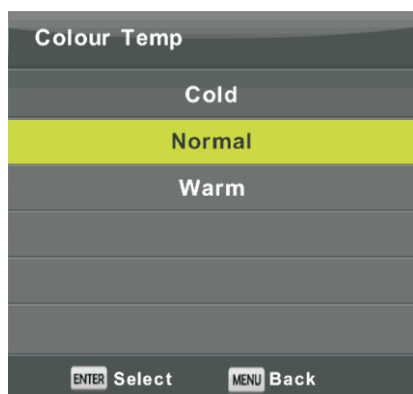 Colour Temp
Cold
Normal
Warm
ENTER Select MENU Back